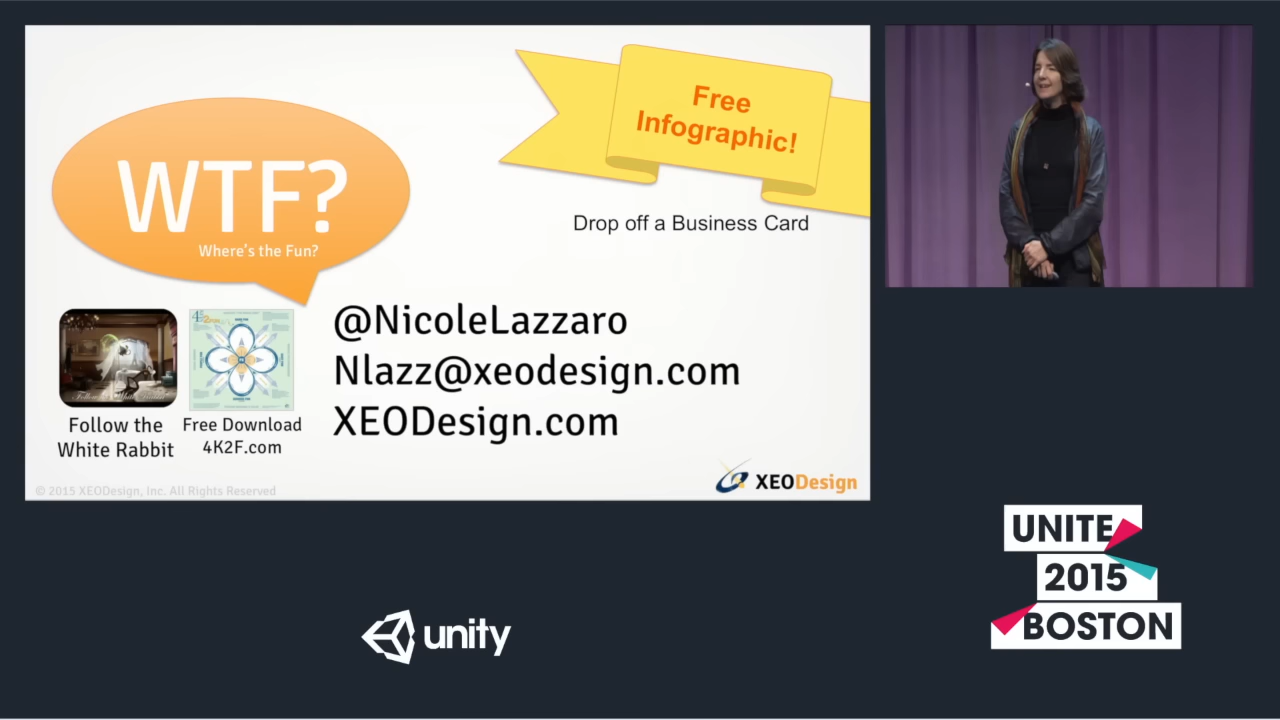 Free
Infographic!
WTF?
Where's the Fun?
Drop off a Business Card
@NicoleLazzaro
Nlazz@xeodesign.com
XEODesign.com
Follow the
White Rabbit
Free Download
4K2F.com
© 2015 XEODesign, Inc. All Rights Reserved
XEODesign
UNITE
2015
BOSTON
unity